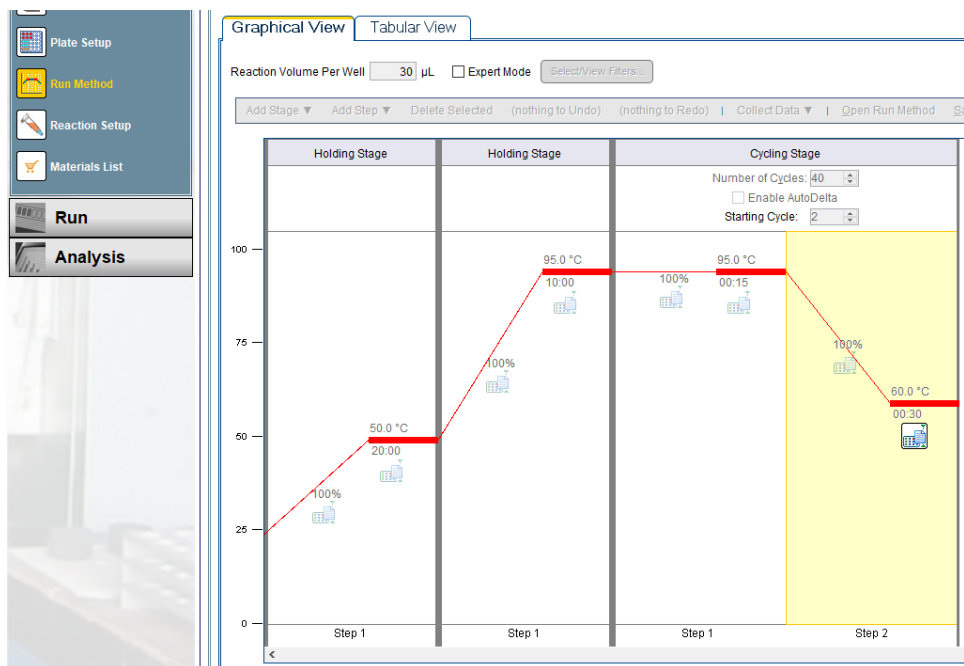 Plate Setup
Run Method
Reaction Setup
Materials List
Run
Analysis
Graphical View Tabular View
Reaction Volume Per Well 30 µL Expert Mode Select/View Filters...
Add Stage ▼ Add Step ▼ Delete Selected (nothing to Undo) (nothing to Redo) | Collect Data ▼ | Open Run Method
Holding Stage Holding Stage Cycling Stage
Number of Cycles: 40
Enable AutoDelta
Starting Cycle: 2
100
95.0 °C 95.0 °C
10:00 100% 00:15
75
100% 100%
60.0 °C
00:30
50
50.0 °C
20:00
100%
25
0
Step 1 Step 1 Step 1 Step 2